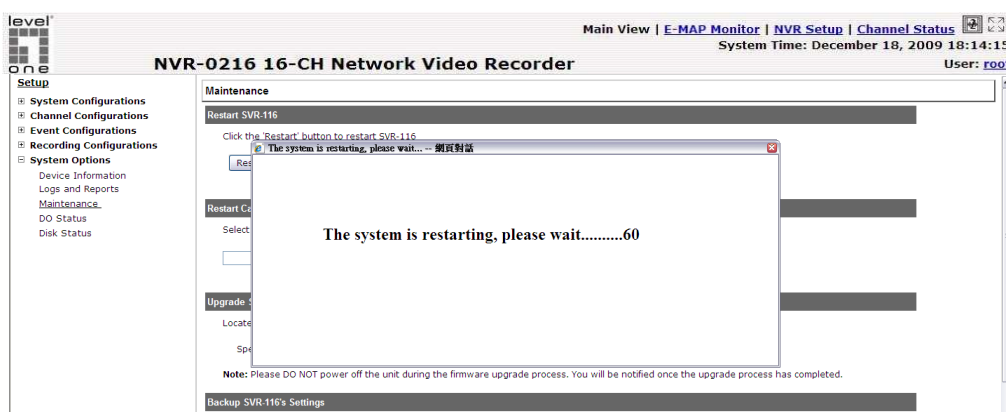 level
one
Main View | E-MAP Monitor | NVR Setup | Channel Status
System Time: December 18, 2009 18:14:15
NVR-0216 16-CH Network Video Recorder
User: root
Setup
System Configurations
Channel Configurations
Event Configurations
Recording Configurations
System Options
Device Information
Logs and Reports
Maintenance
DO Status
Disk Status
Maintenance
Restart SVR-116
Click the 'Restart' button to restart SVR-116
The system is restarting, please wait... -- 網頁對話
The system is restarting, please wait..........60
Restart
Select
Upgrade
Locate
Note: Please DO NOT power off the unit during the firmware upgrade process. You will be notified once the upgrade process has completed.
Backup SVR-116's Settings